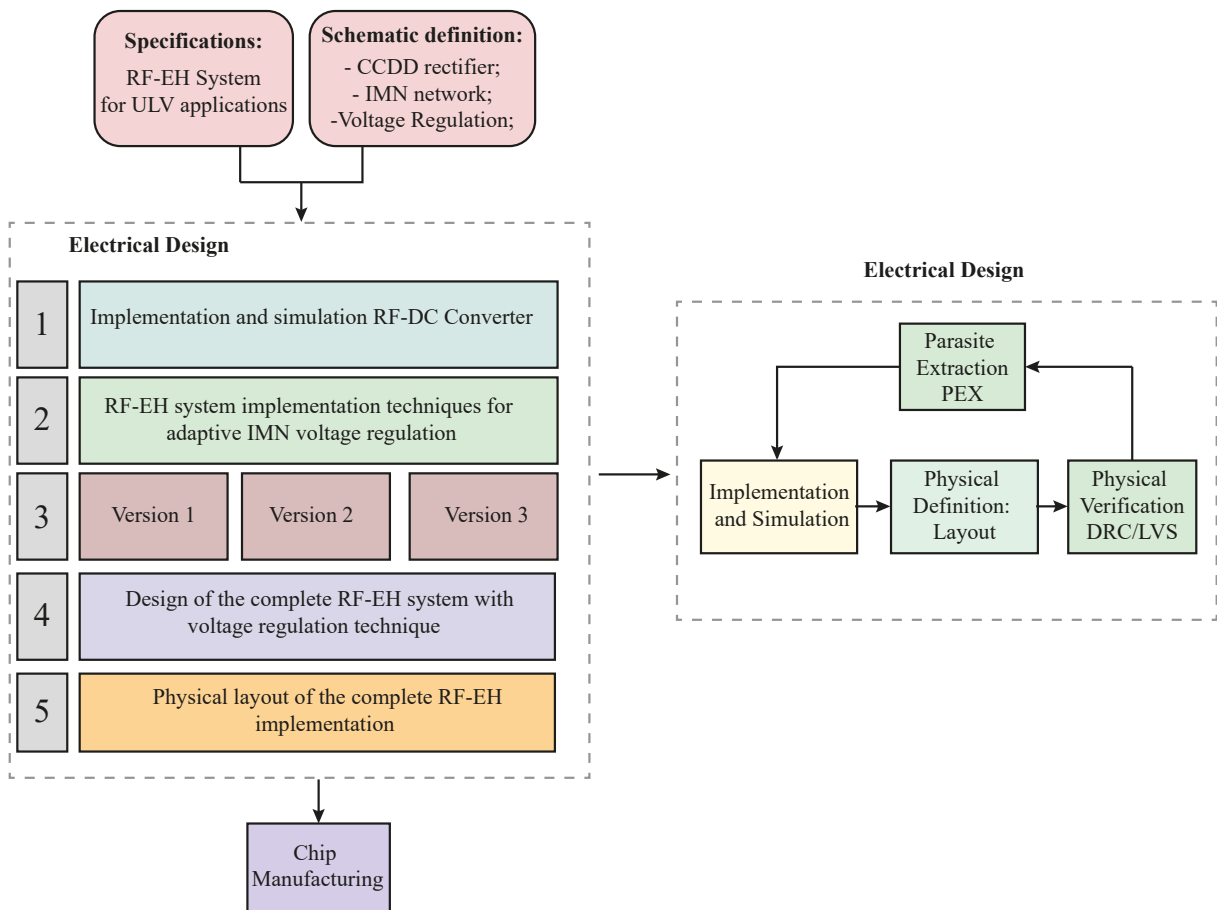 Specifications:
RF-EH System
for ULV applications
Schematic definition:
- CCDD rectifier;
- IMN network;
-Voltage Regulation;
Electrical Design
1
Implementation and simulation RF-DC Converter
2
RF-EH system implementation techniques for
adaptive IMN voltage regulation
3
Version 1
Version 2
Version 3
4
Design of the complete RF-EH system with
voltage regulation technique
5
Physical layout of the complete RF-EH
implementation
Chip
Manufacturing
Electrical Design
Parasite
Extraction
PEX
Implementation
and Simulation
Physical
Definition:
Layout
Physical
Verification
DRC/LVS